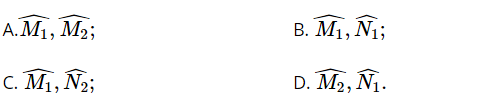 A. $\widehat{M_1}, \widehat{M_2}$; B. $\widehat{M_1}, \widehat{N_1}$;
C. $\widehat{M_1}, \widehat{N_2}$; D. $\widehat{M_2}, \widehat{N_1}$.